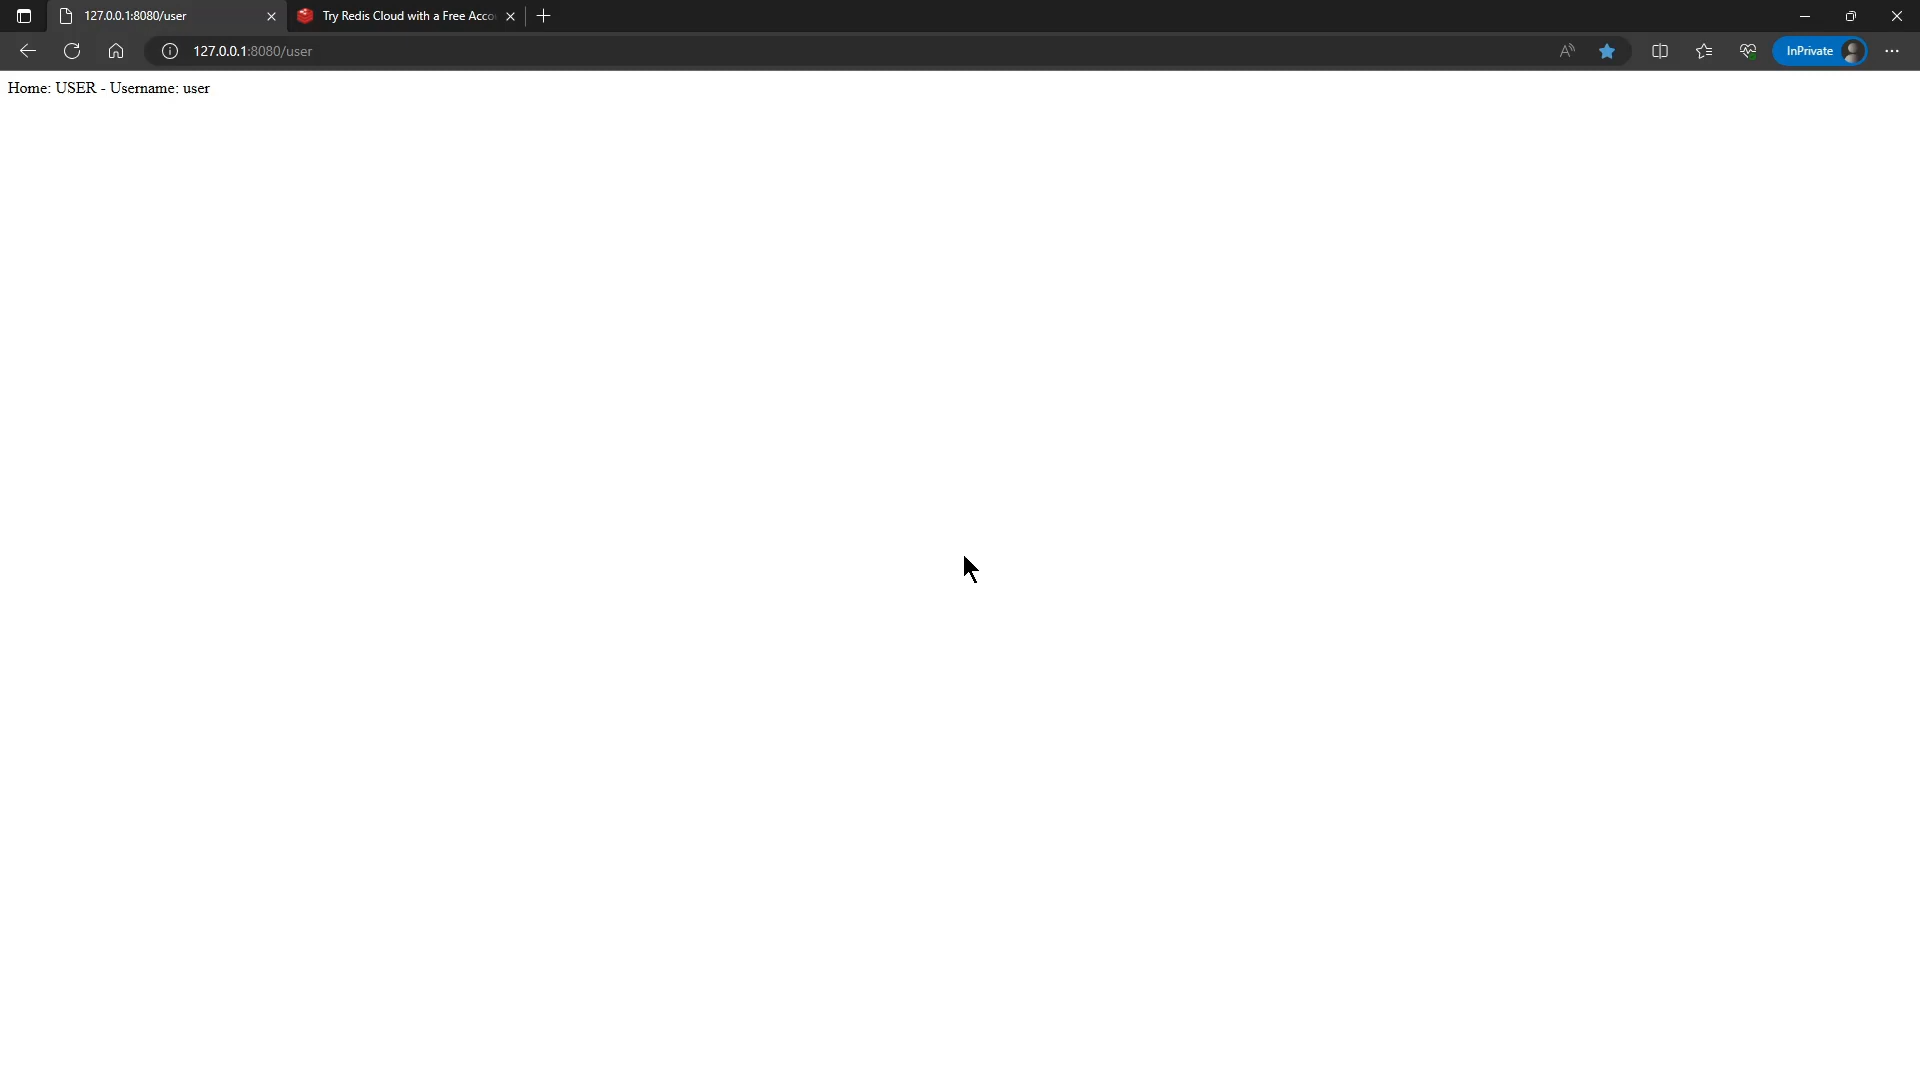 127.0.0.1:8080/user
Try Redis Cloud with a Free Acco
127.0.0.1:8080/user
InPrivate
Home: USER - Username: user